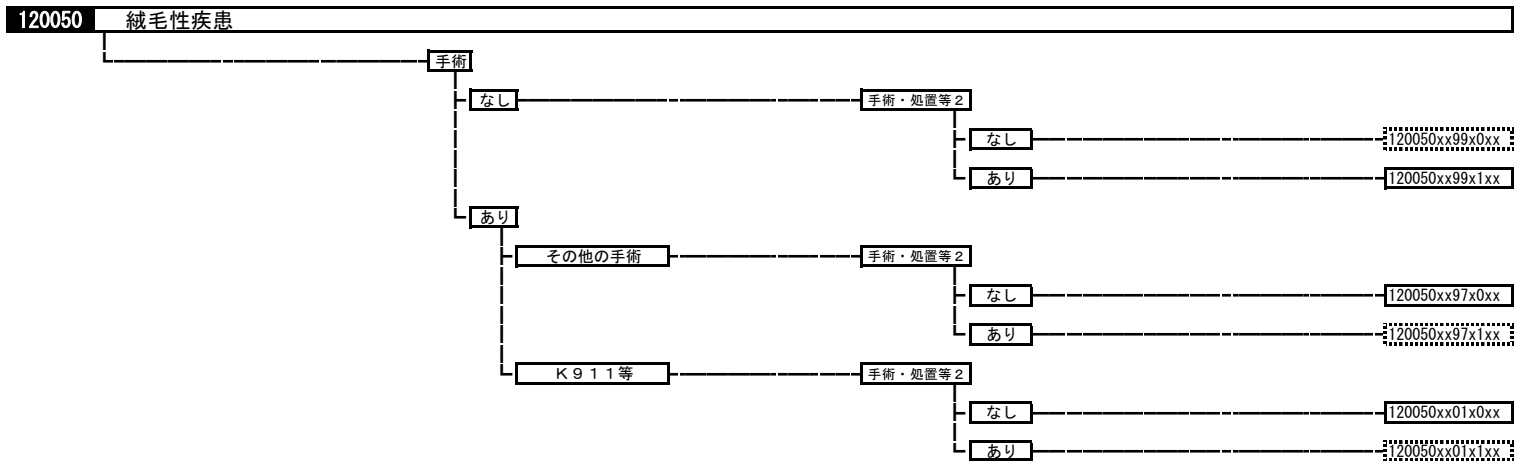 120050 絨毛性疾患
手術
なし 手術・処置等２
なし 120050xx99x0xx
あり 120050xx99x1xx
あり
その他の手術 手術・処置等２
なし 120050xx97x0xx
あり 120050xx97x1xx
Ｋ９１１等 手術・処置等２
なし 120050xx01x0xx
あり 120050xx01x1xx